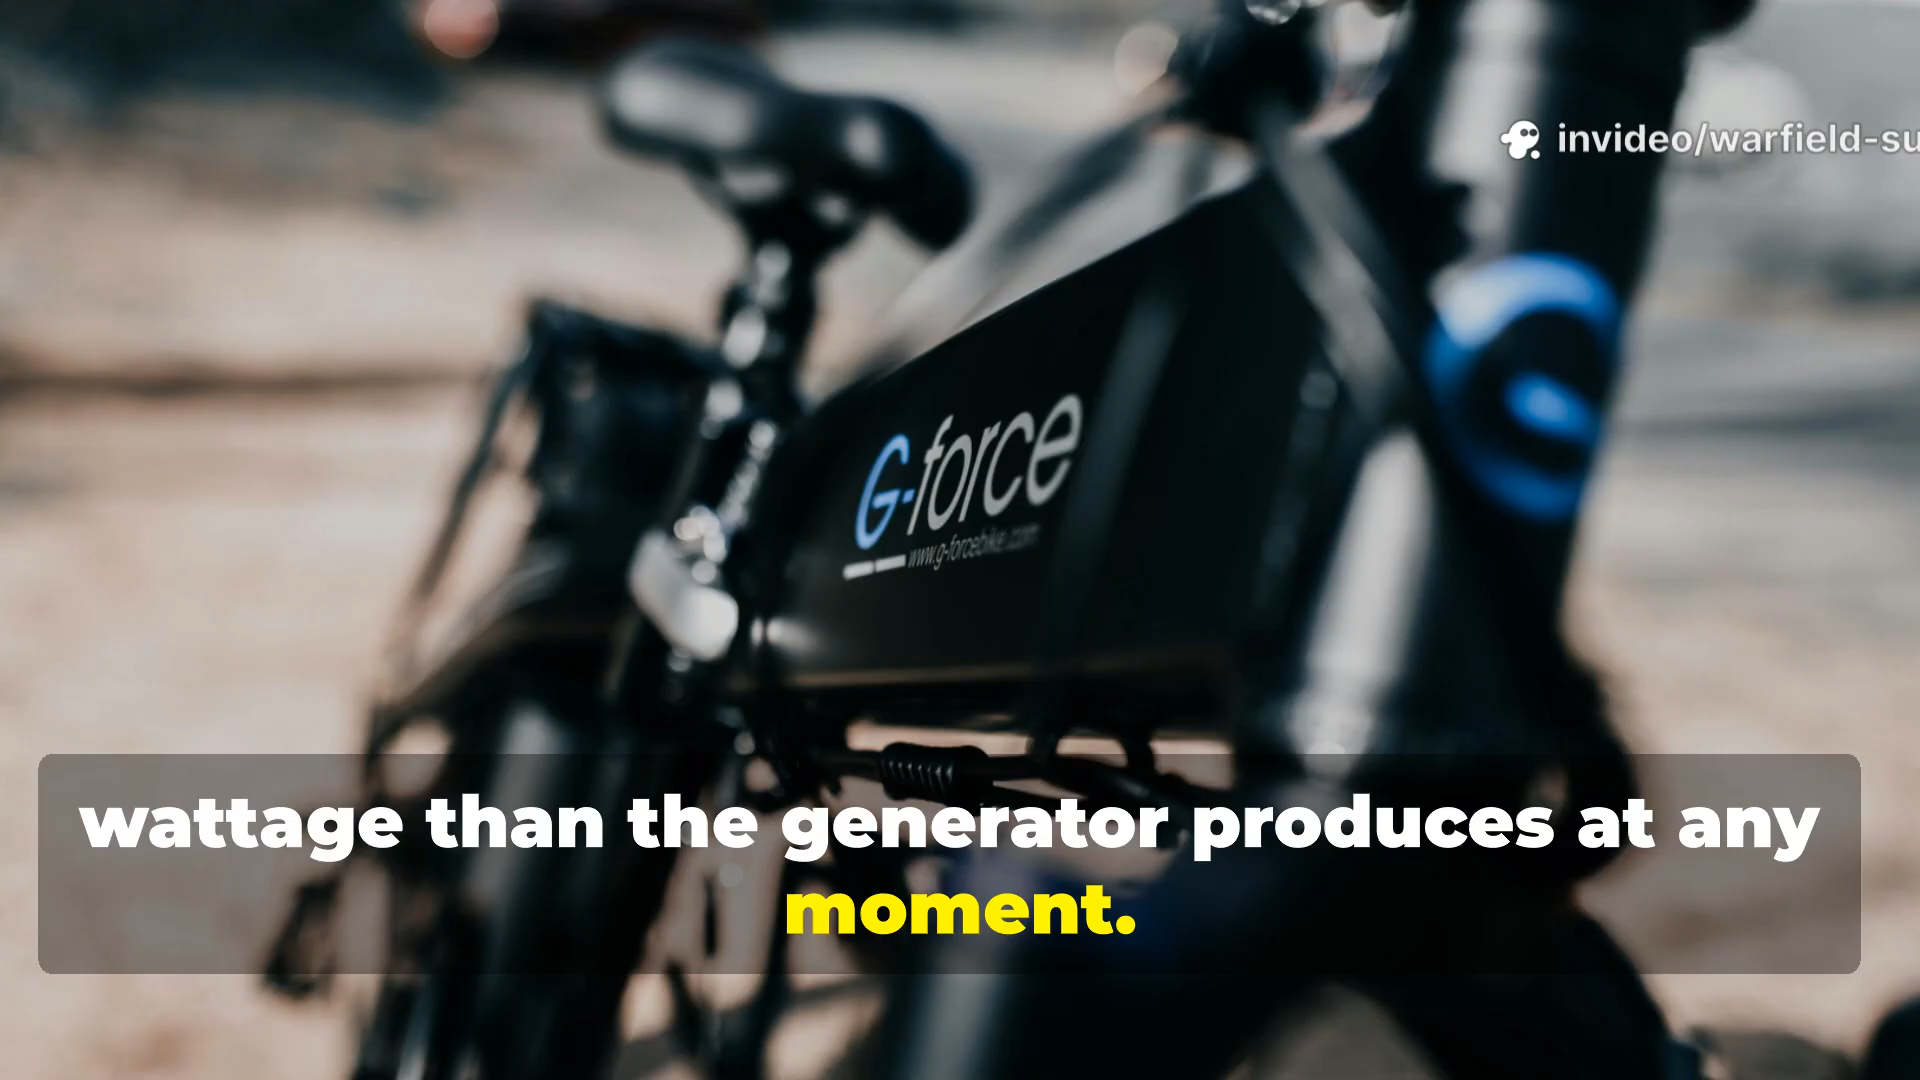 invideo/warfield-su
G-force
www.g-forcebike.com
wattage than the generator produces at any
moment.